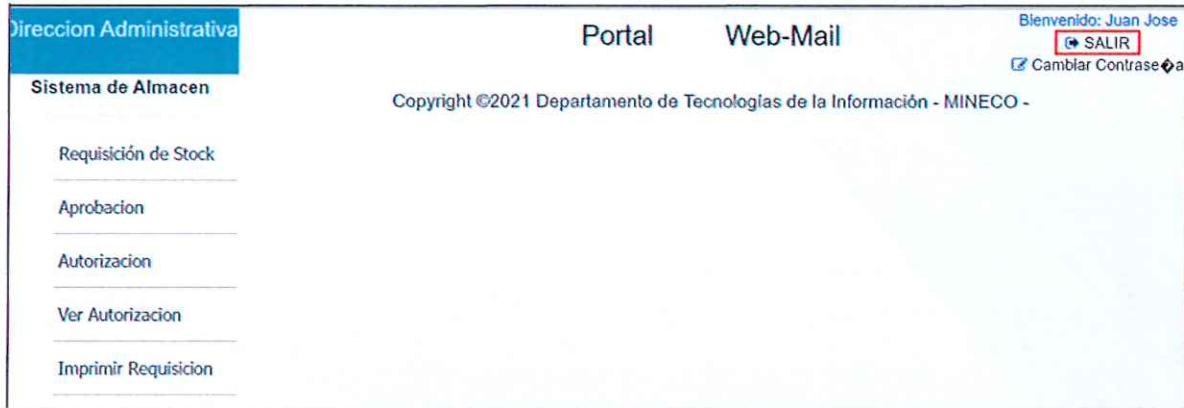 Direccion Administrativa
Portal Web-Mail
Bienvenido: Juan Jose
SALIR
Cambiar Contrase�a
Sistema de Almacen
Copyright ©2021 Departamento de Tecnologías de la Información - MINECO -
Requisición de Stock
Aprobacion
Autorizacion
Ver Autorizacion
Imprimir Requisicion